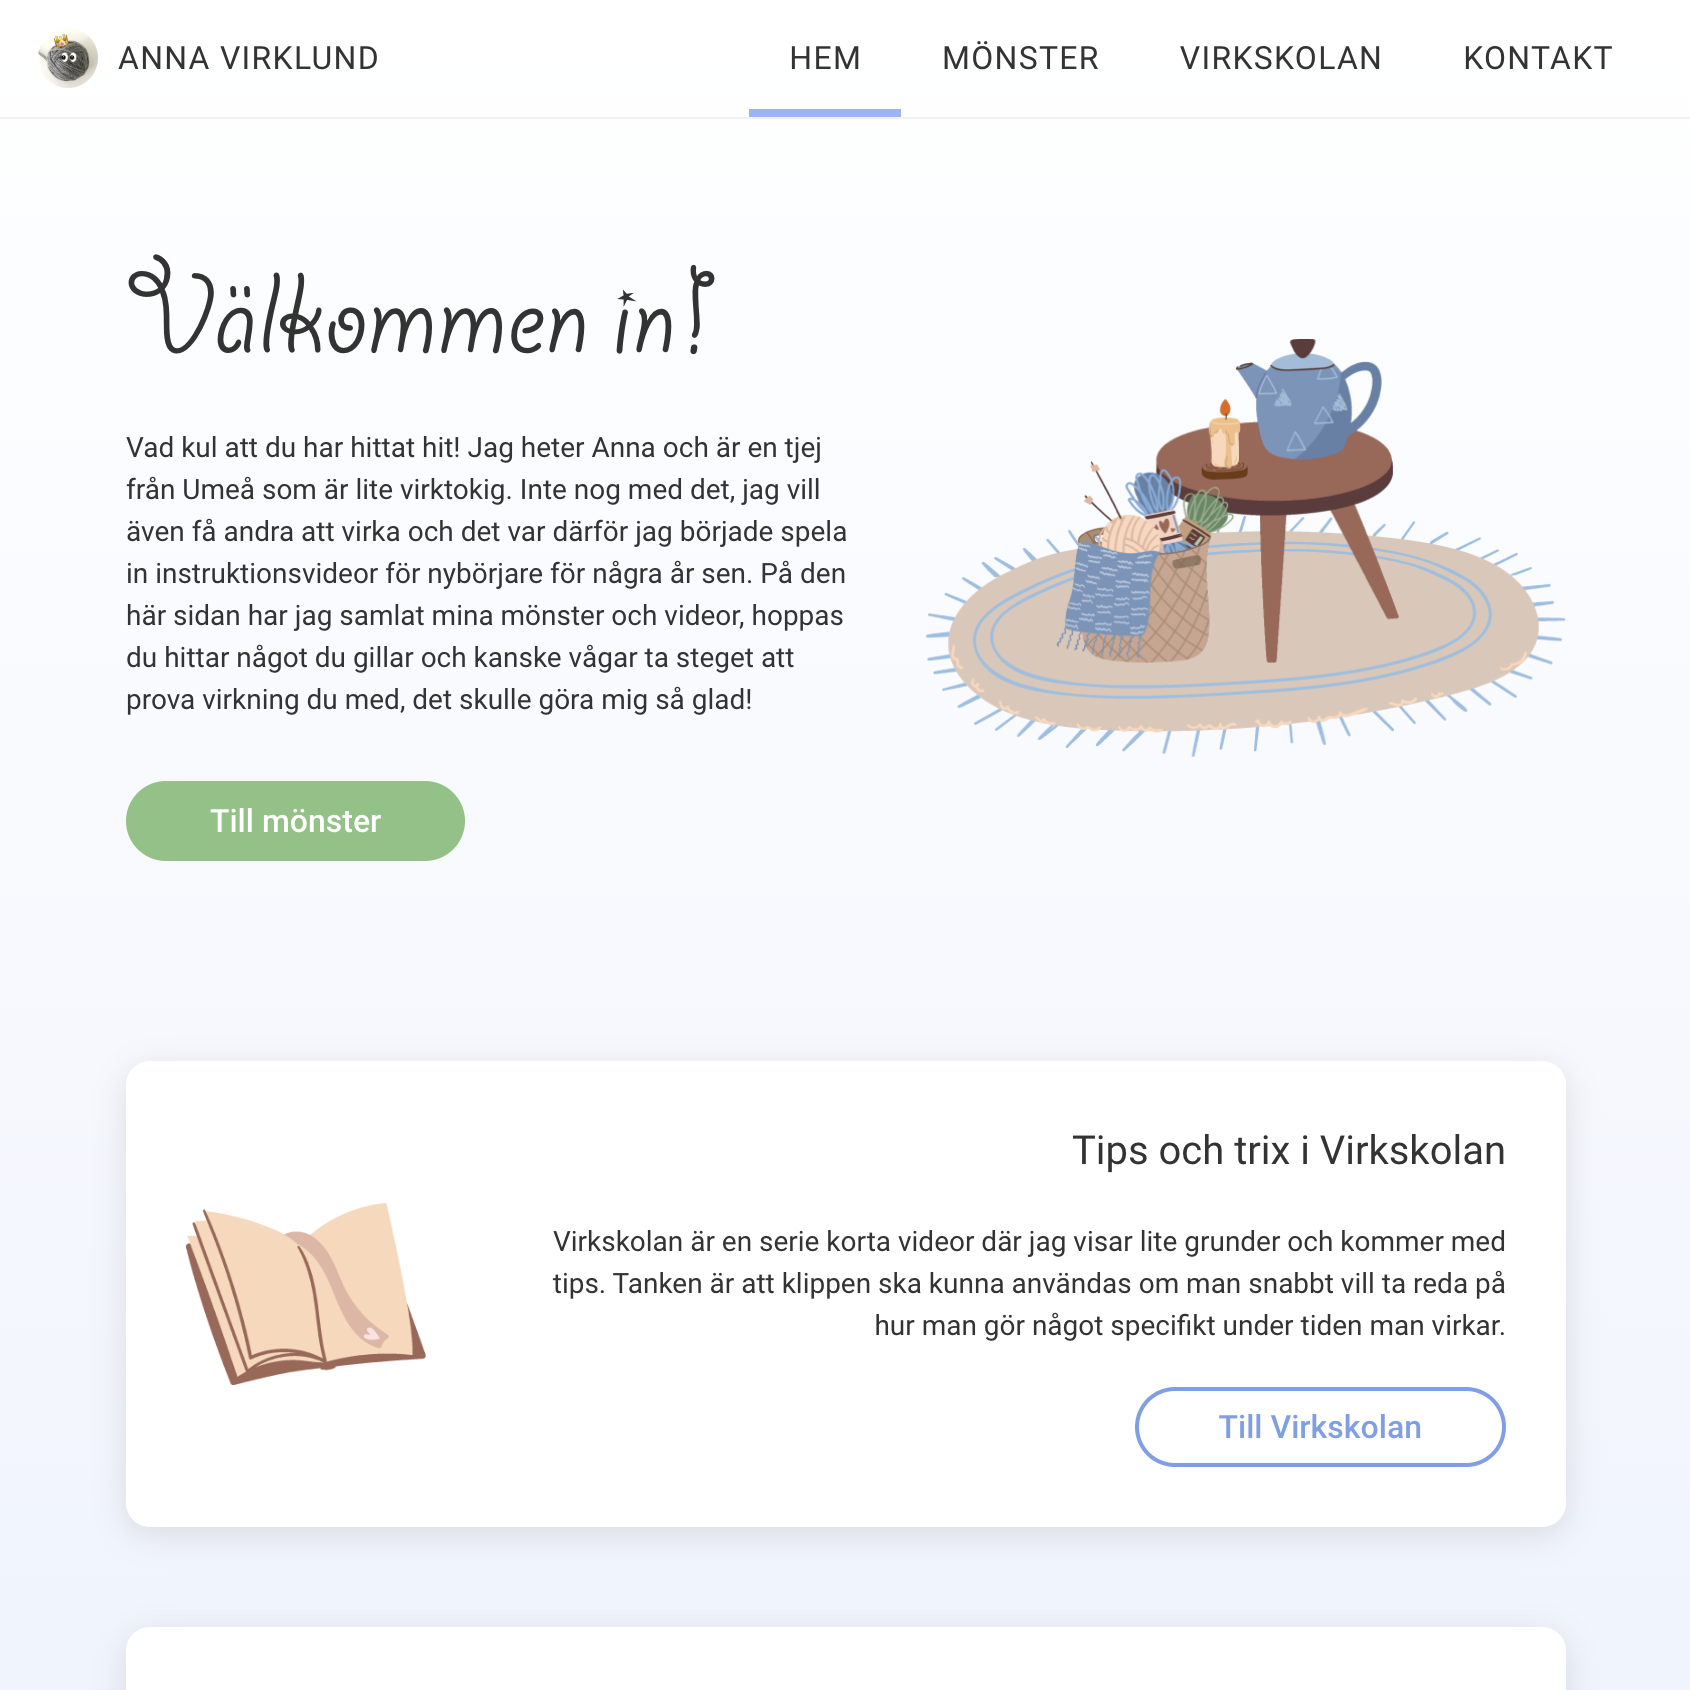 ANNA VIRKLUND
HEM
MÖNSTER
VIRKSKOLAN
KONTAKT
Välkommen in!
Vad kul att du har hittat hit! Jag heter Anna och är en tjej
från Umeå som är lite virktokig. Inte nog med det, jag vill
även få andra att virka och det var därför jag började spela
in instruktionsvideor för nybörjare för några år sen. På den
här sidan har jag samlat mina mönster och videor, hoppas
du hittar något du gillar och kanske vågar ta steget att
prova virkning du med, det skulle göra mig så glad!
Till mönster
Tips och trix i Virkskolan
Virkskolan är en serie korta videor där jag visar lite grunder och kommer med
tips. Tanken är att klippen ska kunna användas om man snabbt vill ta reda på
hur man gör något specifikt under tiden man virkar.
Till Virkskolan